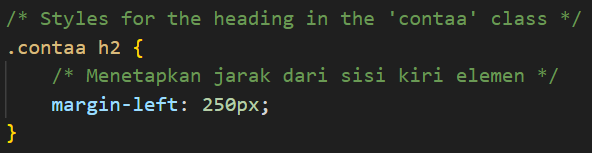 /* Styles for the heading in the 'contaa' class */
.contaa h2 {
/* Menetapkan jarak dari sisi kiri elemen */
margin-left: 250px;
}